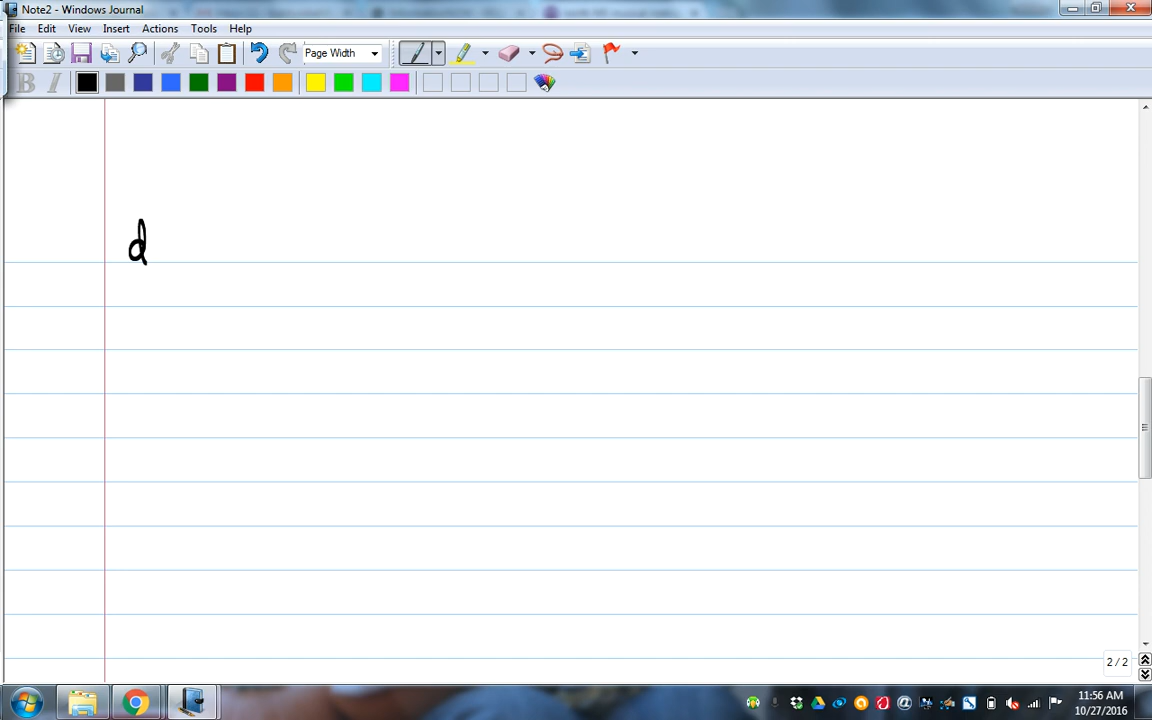 Note2 - Windows Journal
File Edit View Insert Actions Tools Help
Page Width
B I
d
2 / 2
11:56 AM
10/27/2016